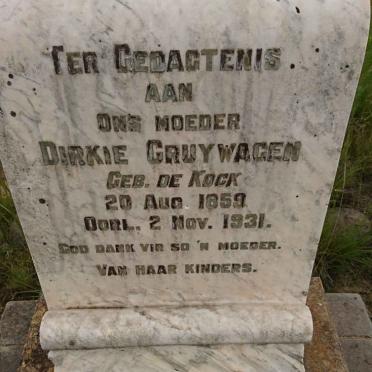 TER GEDAGTENIS
AAN
ONS MOEDER
DIRKIE GRUYWAGEN
GEB. DE KOCK
20 AUG. 1859
OORL. 2 NOV. 1931.
GOD DANK VIR SO 'N MOEDER.
VAN HAAR KINDERS.